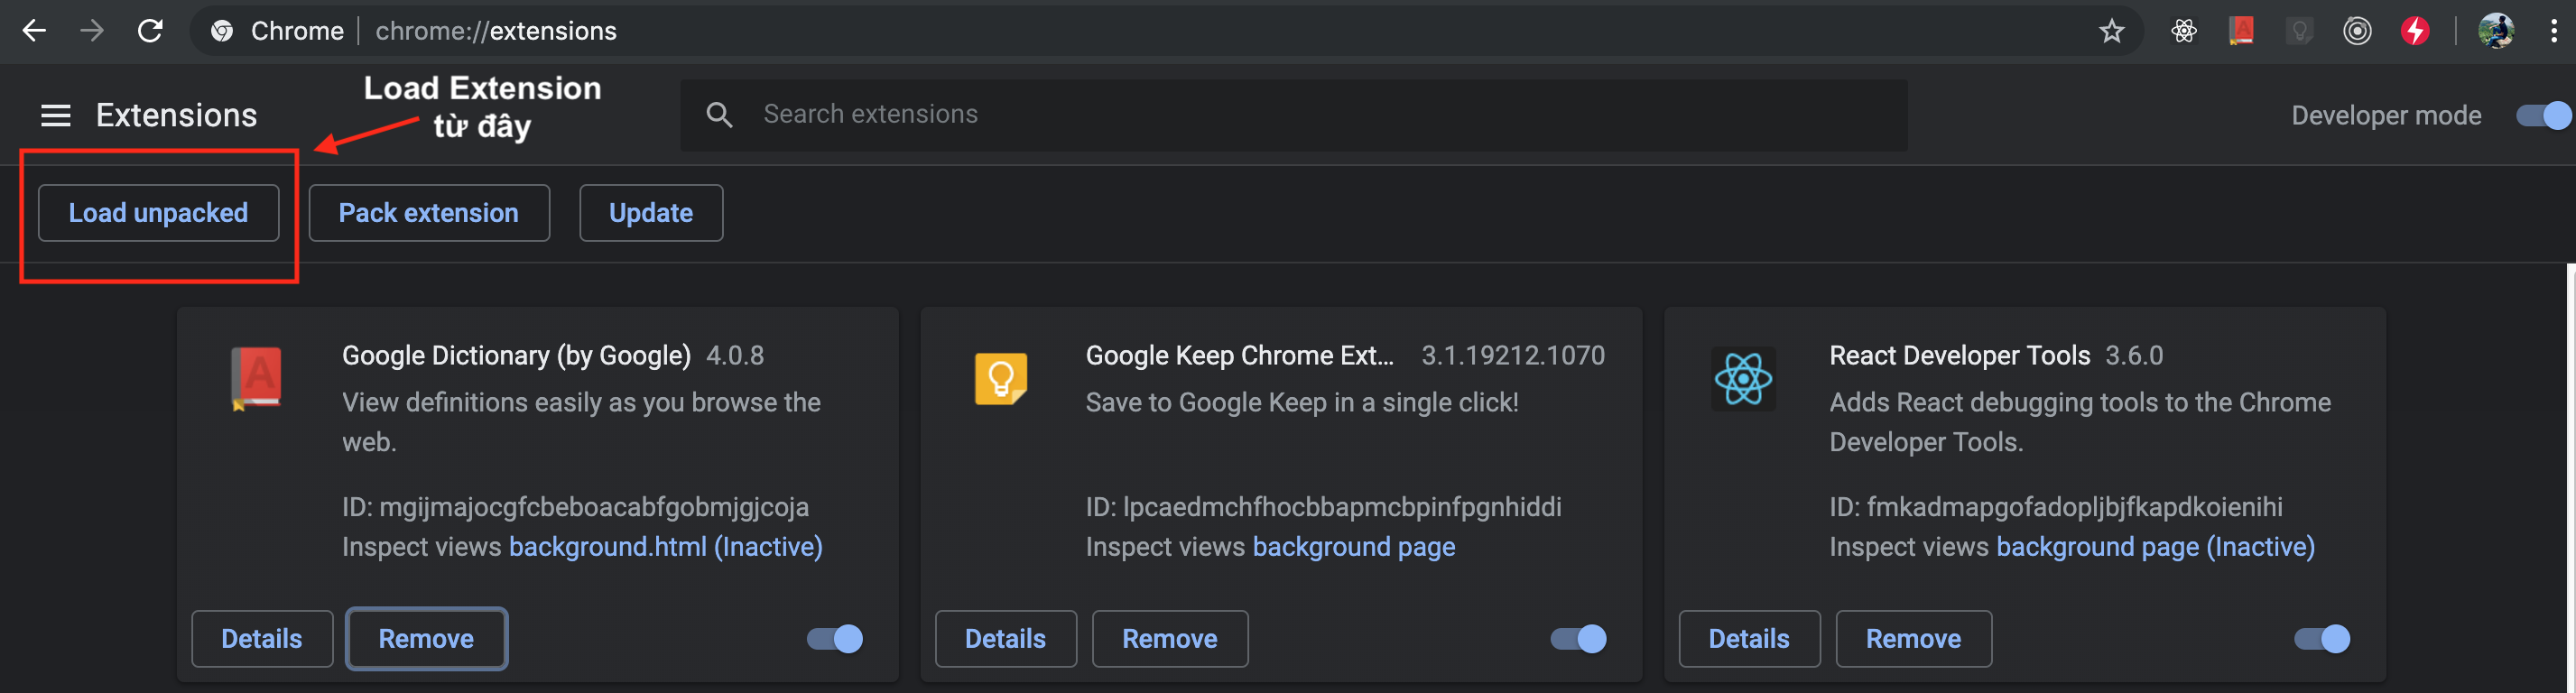 Chrome chrome://extensions
Load Extension
từ đây
Extensions
Search extensions
Developer mode
Load unpacked
Pack extension
Update
Google Dictionary (by Google) 4.0.8
View definitions easily as you browse the
web.
ID: mgijmajocgfcbeboacabfgobmjgjcoja
Inspect views background.html (Inactive)
Details
Remove
Google Keep Chrome Ext... 3.1.19212.1070
Save to Google Keep in a single click!
ID: lpcaedmchfhocbbapmcbpinfpgnhiddi
Inspect views background page
Details
Remove
React Developer Tools 3.6.0
Adds React debugging tools to the Chrome
Developer Tools.
ID: fmkadmapgofadopljbjfkapdkoienihi
Inspect views background page (Inactive)
Details
Remove